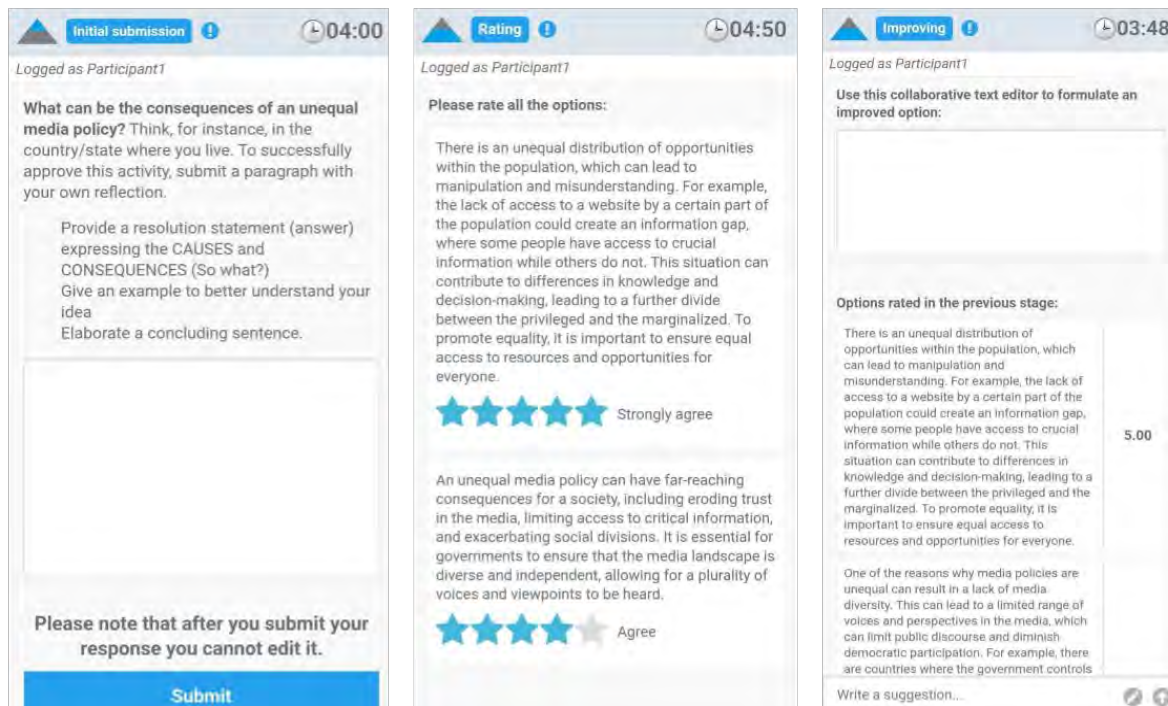 Initial submission
04:00
Logged as Participant1
What can be the consequences of an unequal
media policy? Think, for instance, in the
country/state where you live. To successfully
approve this activity, submit a paragraph with
your own reflection.
Provide a resolution statement (answer)
expressing the CAUSES and
CONSEQUENCES (So what?)
Give an example to better understand your
idea
Elaborate a concluding sentence.
Please note that after you submit your
response you cannot edit it.
Submit
Rating
04:50
Logged as Participant1
Please rate all the options:
There is an unequal distribution of opportunities
within the population, which can lead to
manipulation and misunderstanding. For example,
the lack of access to a website by a certain part of
the population could create an information gap,
where some people have access to crucial
information while others do not. This situation can
contribute to differences in knowledge and
decision-making, leading to a further divide
between the privileged and the marginalized. To
promote equality, it is important to ensure equal
access to resources and opportunities for
everyone.
Strongly agree
An unequal media policy can have far-reaching
consequences for a society, including eroding trust
in the media, limiting access to critical information,
and exacerbating social divisions. It is essential for
governments to ensure that the media landscape is
diverse and independent, allowing for a plurality of
voices and viewpoints to be heard.
Agree
Improving
03:48
Logged as Participant1
Use this collaborative text editor to formulate an
improved option:
Options rated in the previous stage:
There is an unequal distribution of
opportunities within the population, which
can lead to manipulation and
misunderstanding. For example, the lack of
access to a website by a certain part of the
population could create an information gap,
where some people have access to crucial
information while others do not. This
situation can contribute to differences in
knowledge and decision-making, leading to a
further divide between the privileged and the
marginalized. To promote equality, it is
important to ensure equal access to
resources and opportunities for everyone.
5.00
One of the reasons why media policies are
unequal can result in a lack of media
diversity. This can lead to a limited range of
voices and perspectives in the media, which
can limit public discourse and diminish
democratic participation. For example, there
are countries where the government controls
Write a suggestion...